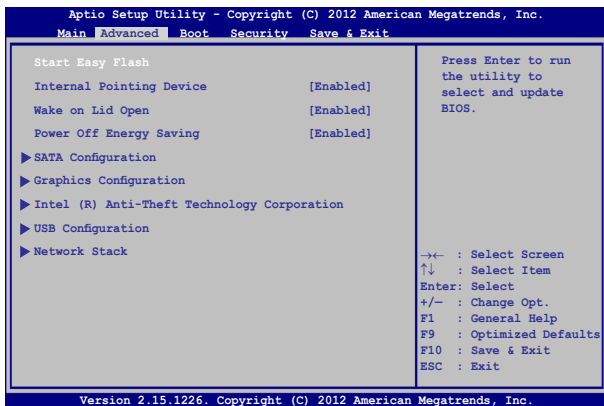 Aptio Setup Utility - Copyright (C) 2012 American Megatrends, Inc.
Main Advanced Boot Security Save & Exit
Start Easy Flash
Internal Pointing Device [Enabled]
Wake on Lid Open [Enabled]
Power Off Energy Saving [Enabled]
SATA Configuration
Graphics Configuration
Intel (R) Anti-Theft Technology Corporation
USB Configuration
Network Stack
Press Enter to run
the utility to
select and update
BIOS.
→← : Select Screen
↑↓ : Select Item
Enter: Select
+/— : Change Opt.
F1 : General Help
F9 : Optimized Defaults
F10 : Save & Exit
ESC : Exit
Version 2.15.1226. Copyright (C) 2012 American Megatrends, Inc.